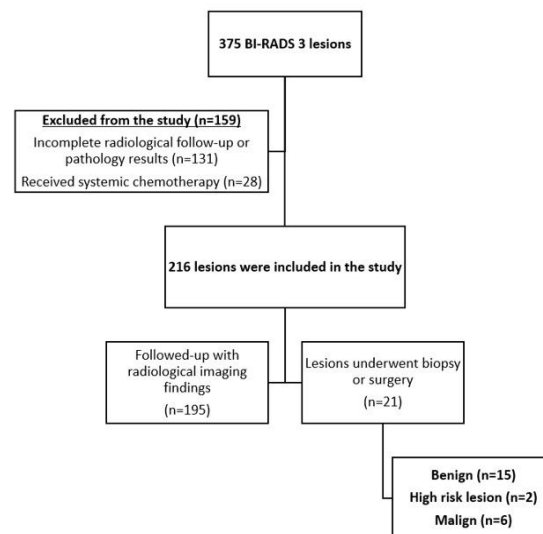 375 BI-RADS 3 lesions
Excluded from the study (n=159)
Incomplete radiological follow-up or
pathology results (n=131)
Received systemic chemotherapy (n=28)
216 lesions were included in the study
Followed-up with
radiological imaging
findings
(n=195)
Lesions underwent biopsy
or surgery
(n=21)
Benign (n=15)
High risk lesion (n=2)
Malign (n=6)